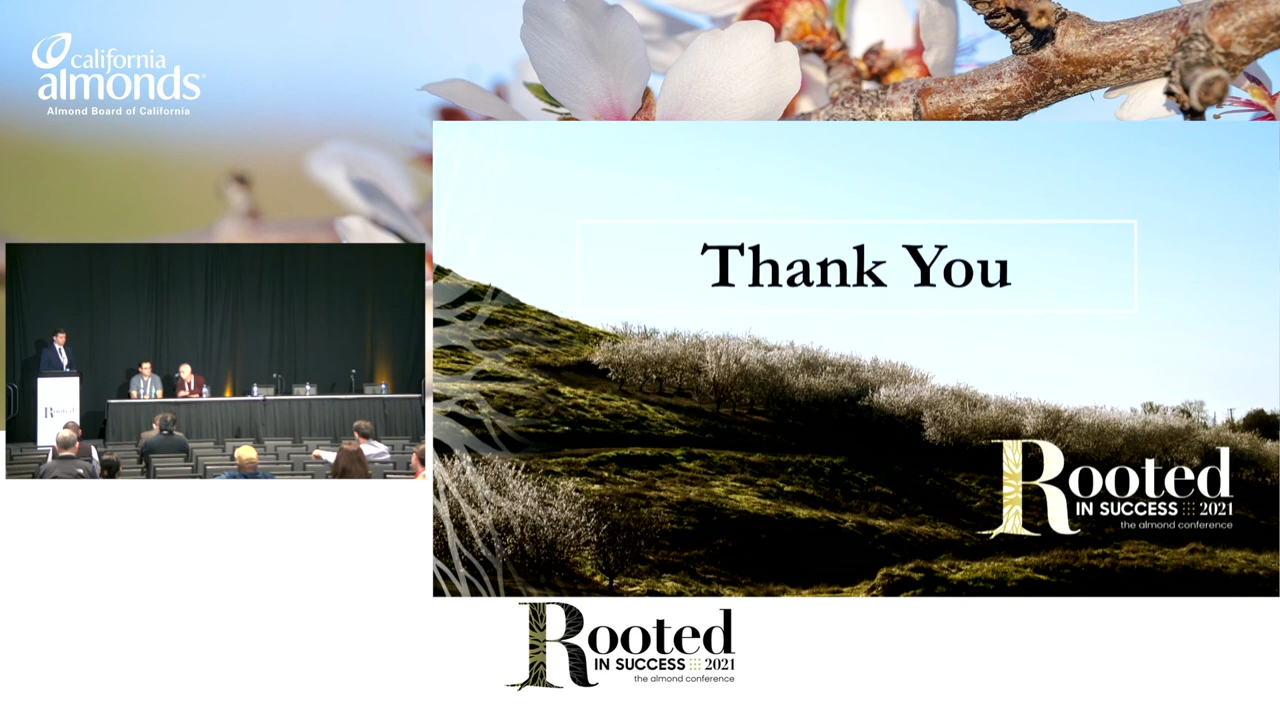 california
almonds
Almond Board of California
Thank You
Rooted
IN SUCCESS 2021
the almond conference
Rooted
Rooted
IN SUCCESS 2021
the almond conference